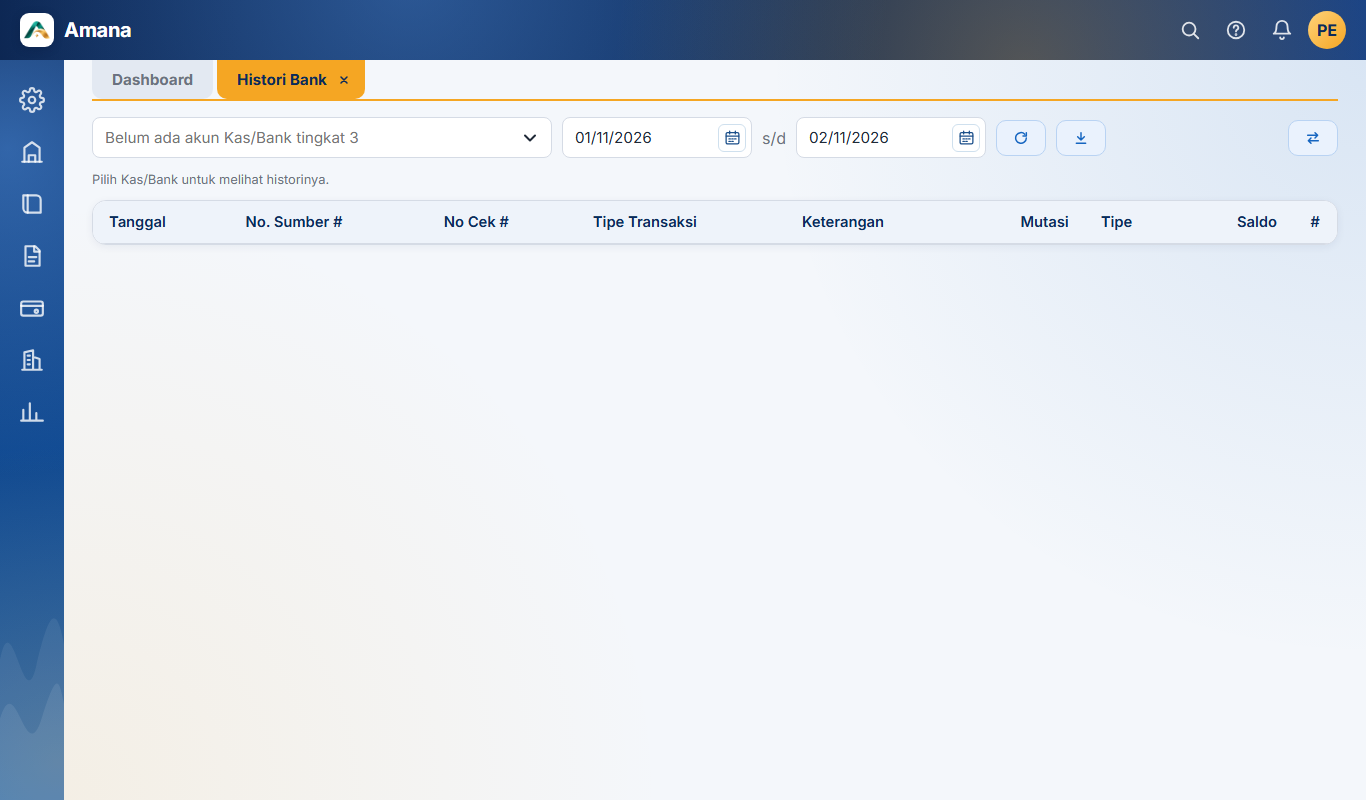 Amana
PE
Dashboard
Histori Bank ×
Belum ada akun Kas/Bank tingkat 3
01/11/2026
s/d
02/11/2026
Pilih Kas/Bank untuk melihat historinya.
Tanggal No. Sumber # No Cek # Tipe Transaksi Keterangan Mutasi Tipe Saldo #